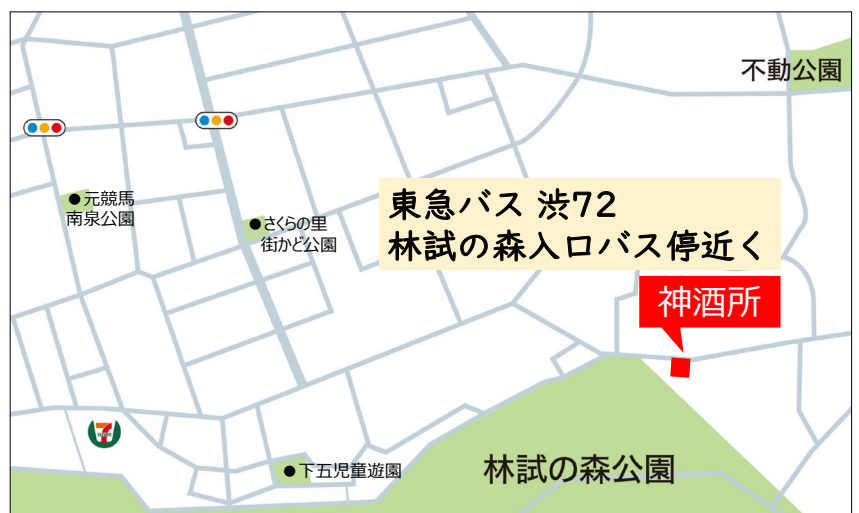 不動公園
●元競馬
南泉公園
●さくらの里
街かど公園
東急バス 渋72
林試の森入口バス停近く
神酒所
7
ELEVEN
●下五児童遊園
林試の森公園